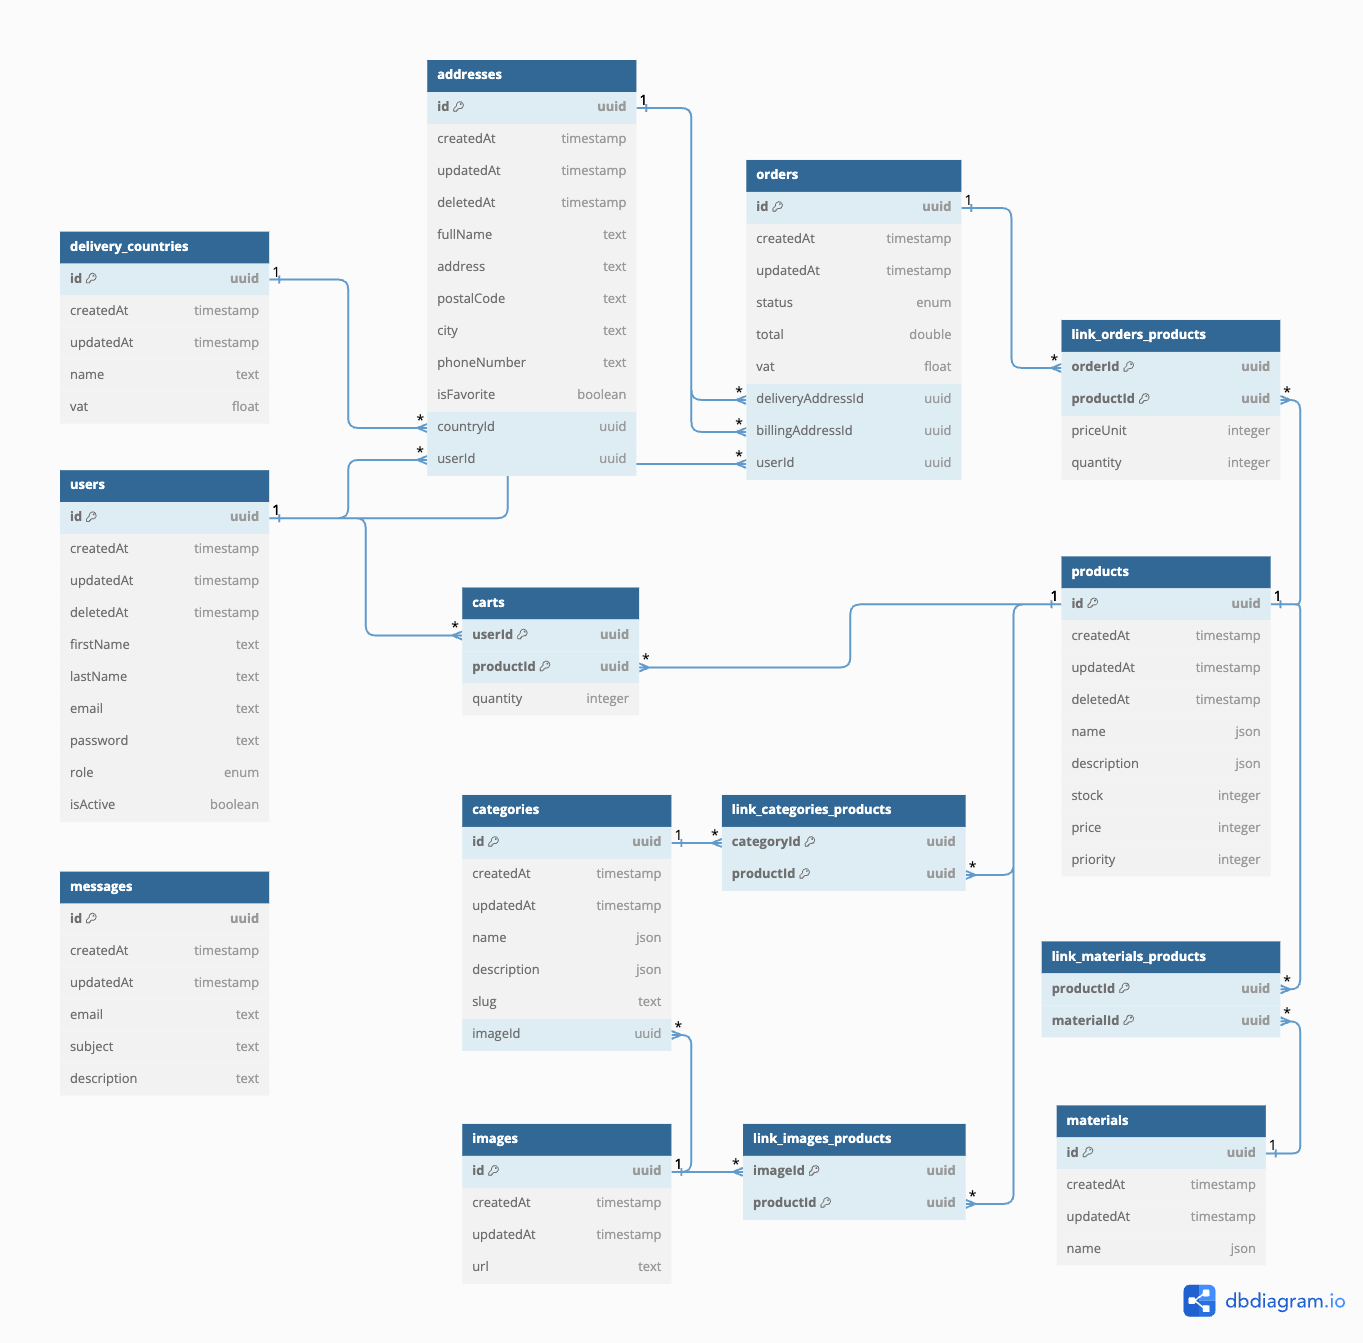 addresses
id uuid
createdAt timestamp
updatedAt timestamp
deletedAt timestamp
fullName text
address text
postalCode text
city text
phoneNumber text
isFavorite boolean
countryId uuid
userId uuid
1
*
*
orders
id uuid
createdAt timestamp
updatedAt timestamp
status enum
total double
vat float
deliveryAddressId uuid
billingAddressId uuid
userId uuid
1
*
*
*
delivery_countries
id uuid
createdAt timestamp
updatedAt timestamp
name text
vat float
1
link_orders_products
orderId uuid
productId uuid
priceUnit integer
quantity integer
*
*
users
id uuid
createdAt timestamp
updatedAt timestamp
deletedAt timestamp
firstName text
lastName text
email text
password text
role enum
isActive boolean
1
carts
userId uuid
productId uuid
quantity integer
*
*
products
id uuid
createdAt timestamp
updatedAt timestamp
deletedAt timestamp
name json
description json
stock integer
price integer
priority integer
1
1
categories
id uuid
createdAt timestamp
updatedAt timestamp
name json
description json
slug text
imageId uuid
1
*
link_categories_products
categoryId uuid
productId uuid
*
*
messages
id uuid
createdAt timestamp
updatedAt timestamp
email text
subject text
description text
link_materials_products
productId uuid
materialId uuid
*
*
images
id uuid
createdAt timestamp
updatedAt timestamp
url text
1
link_images_products
imageId uuid
productId uuid
*
*
materials
id uuid
createdAt timestamp
updatedAt timestamp
name json
1
dbdiagram.io